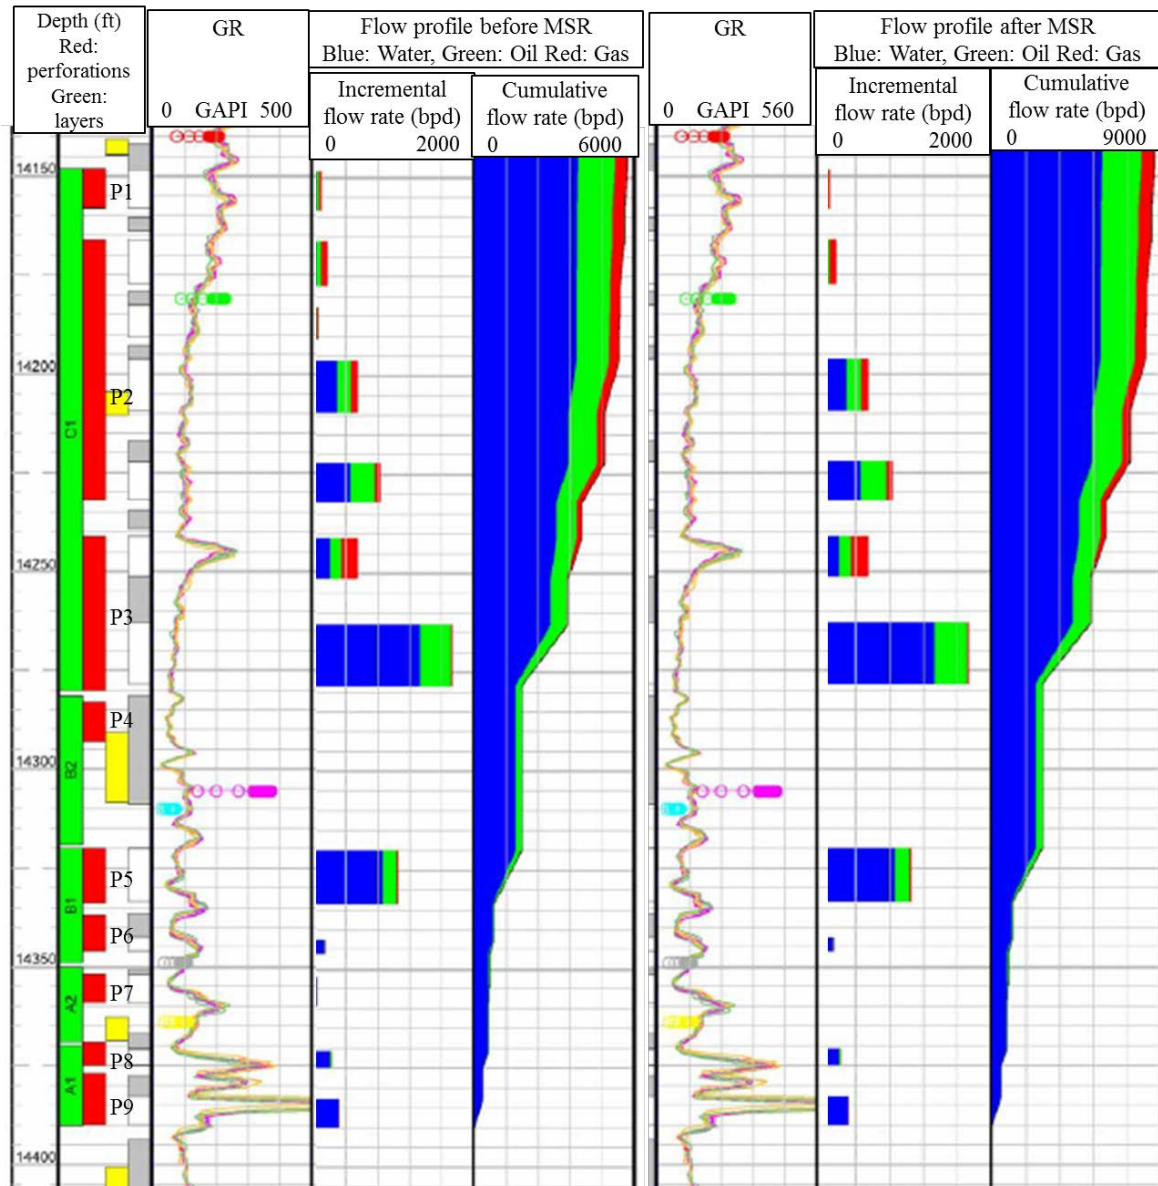 Depth (ft)
Red:
perforations
Green:
layers
GR
0 GAPI 500
Flow profile before MSR
Blue: Water, Green: Oil Red: Gas
Incremental
flow rate (bpd)
0 2000
Cumulative
flow rate (bpd)
0 6000
GR
0 GAPI 560
Flow profile after MSR
Blue: Water, Green: Oil Red: Gas
Incremental
flow rate (bpd)
0 2000
Cumulative
flow rate (bpd)
0 9000
14150
P1
14200
P2
C1
14250
P3
P4
14300
B2
P5
B1
P6
14350
P7
A2
P8
A1
P9
14400